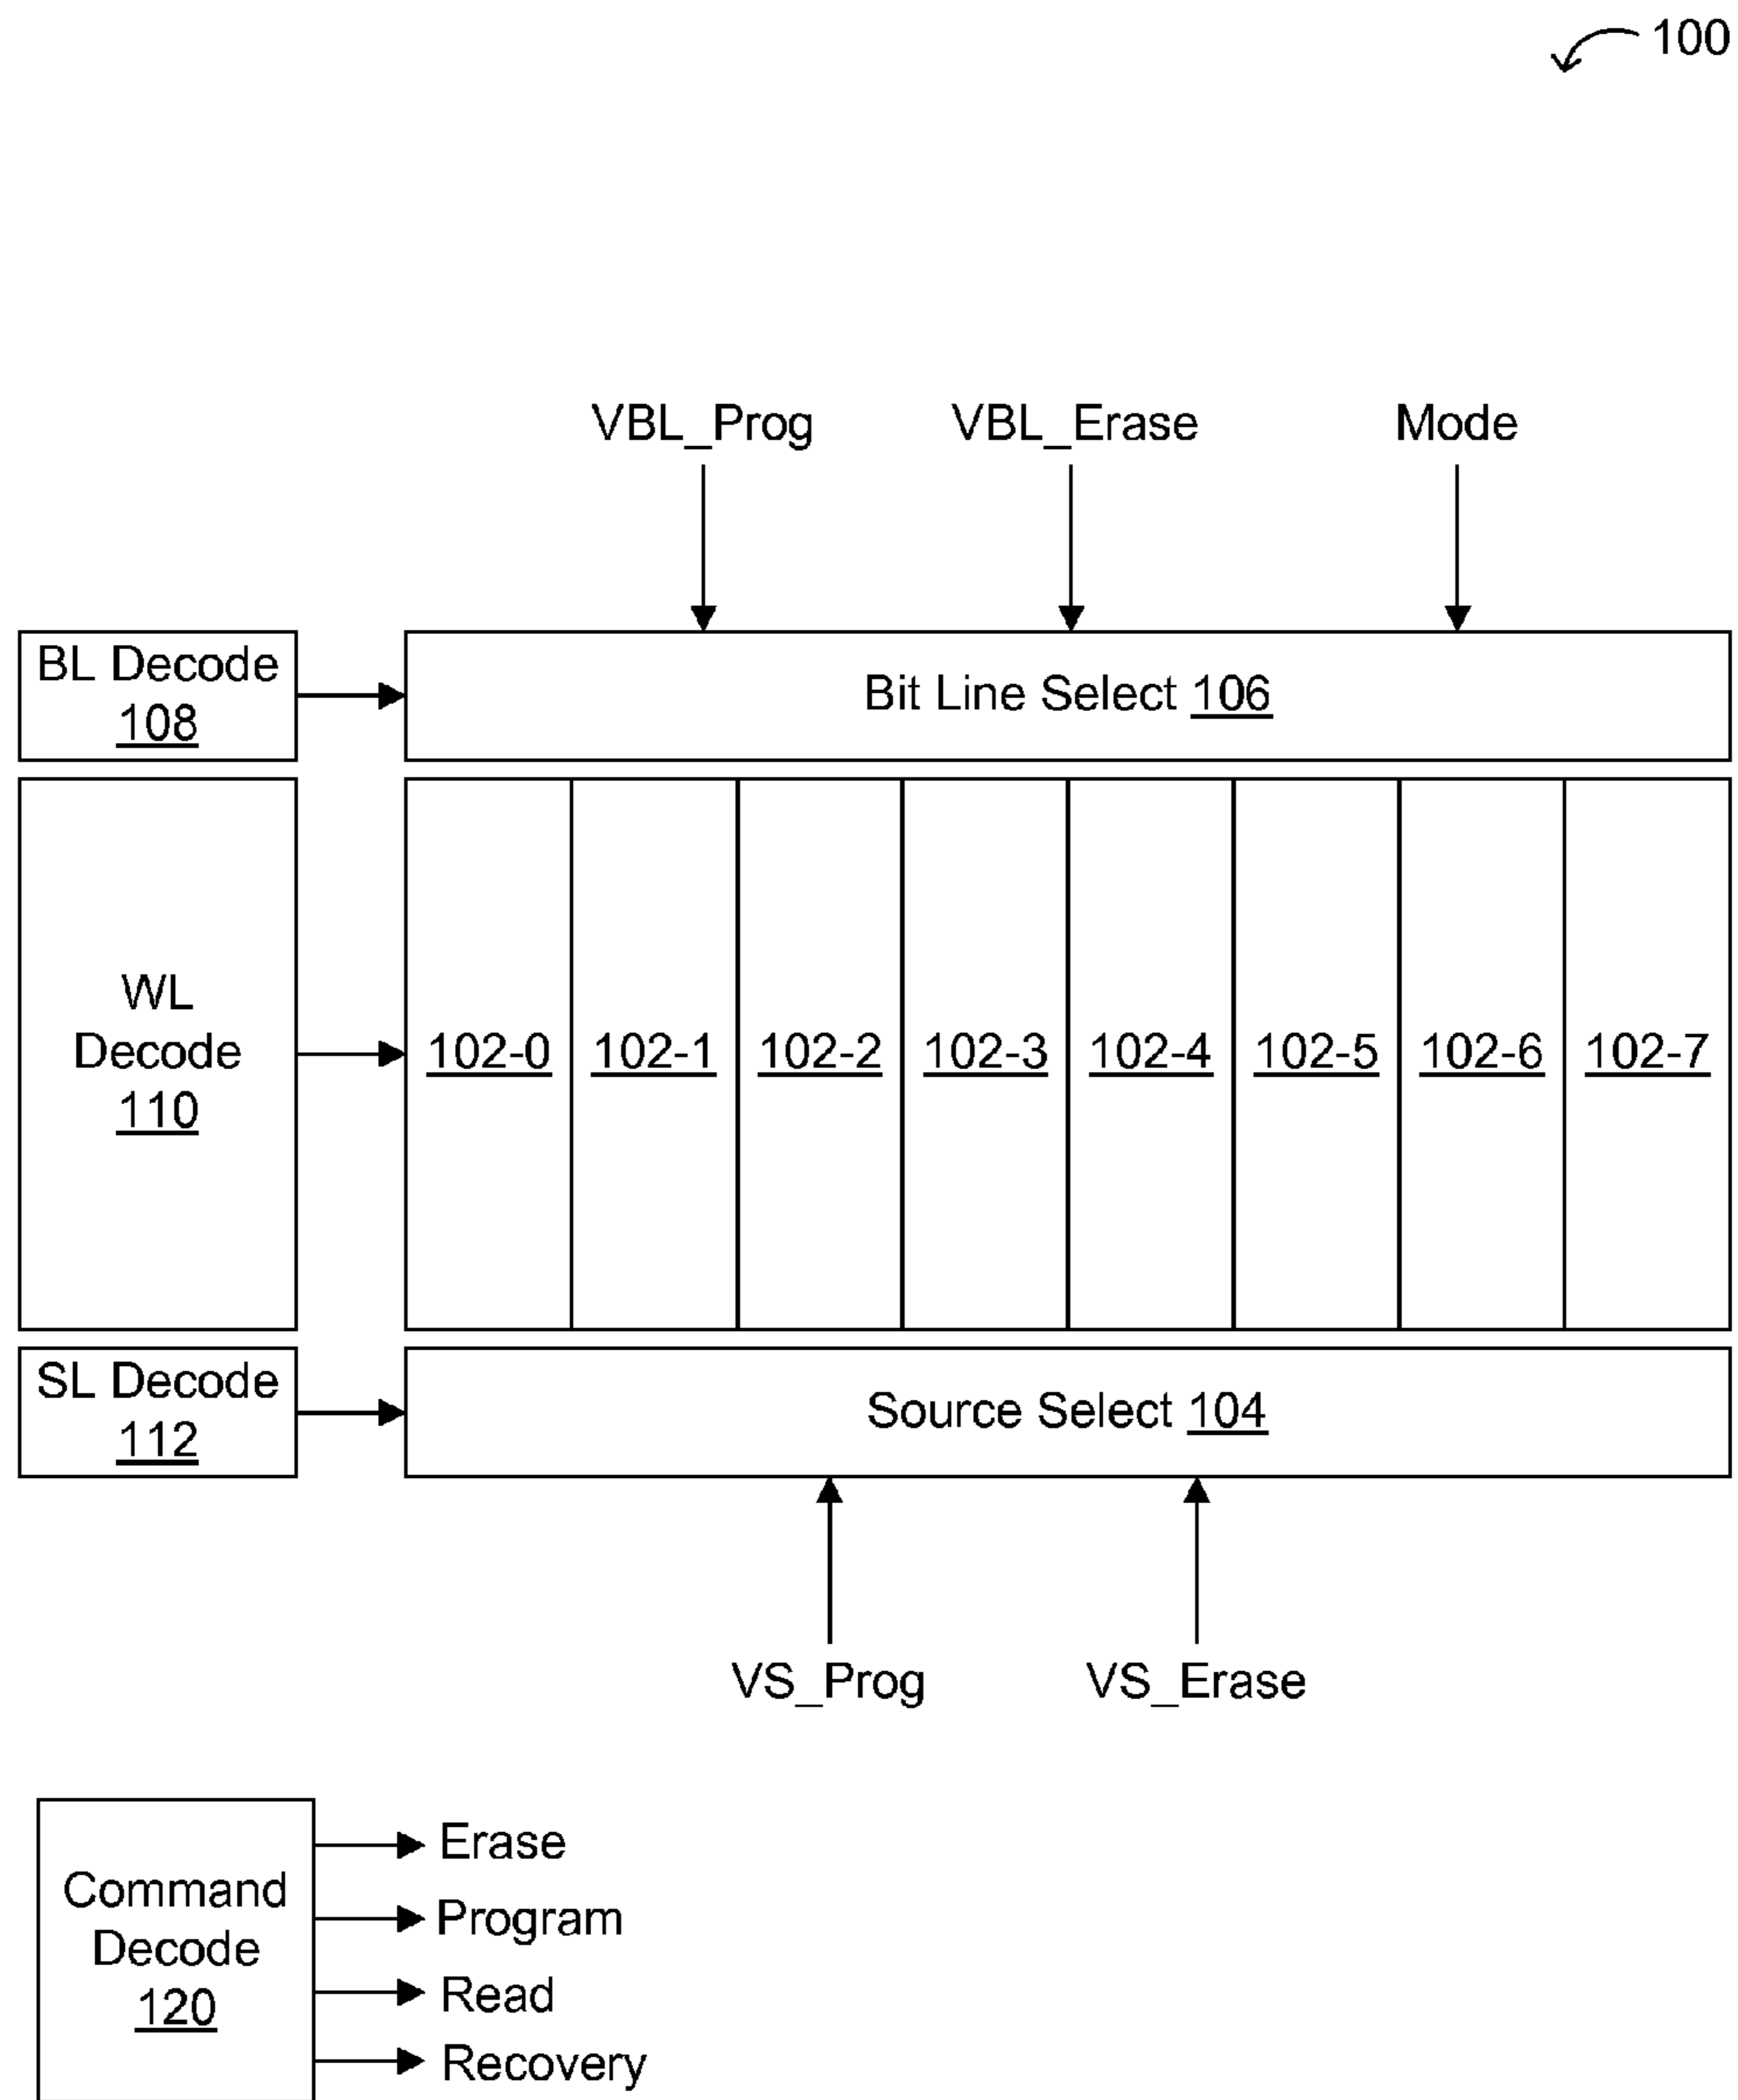 100
VBL_Prog VBL_Erase Mode
BL Decode
108
Bit Line Select 106
WL
Decode
110
102-0 102-1 102-2 102-3 102-4 102-5 102-6 102-7
SL Decode
112
Source Select 104
VS_Prog VS_Erase
Command
Decode
120
Erase
Program
Read
Recovery